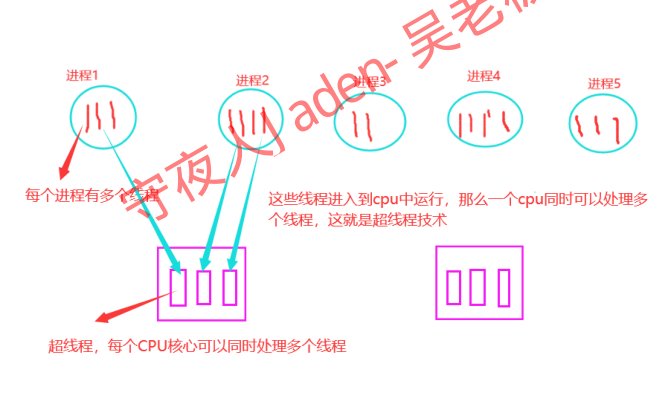 进程1
进程2
进程3
进程4
进程5
每个进程有多个线程
这些线程进入到cpu中运行，那么一个cpu同时可以处理多
个线程，这就是超线程技术
超线程，每个CPU核心可以同时处理多个线程
守夜人J aden- 吴老